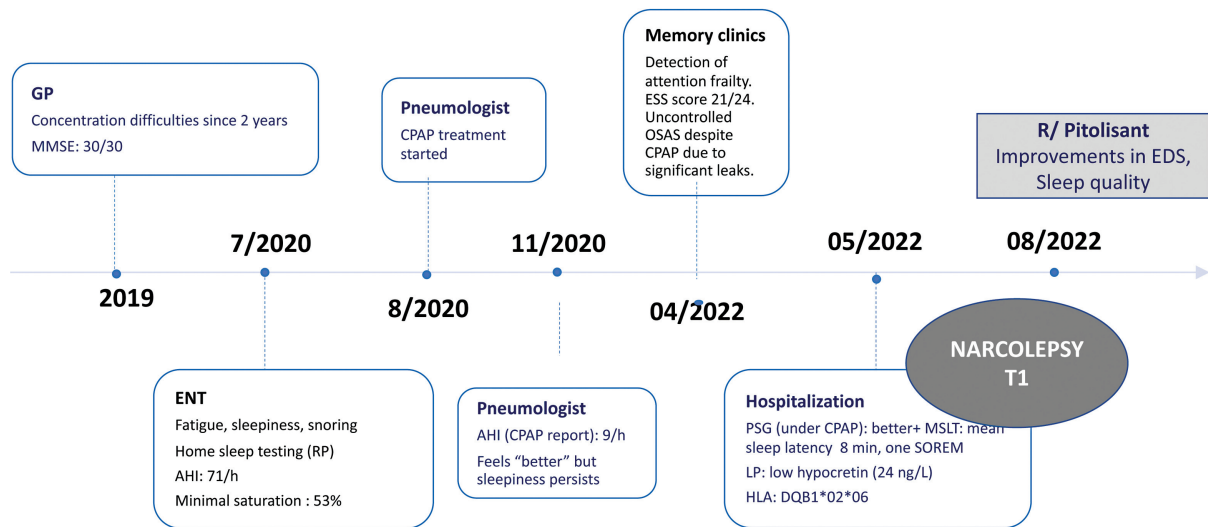 GP
Concentration difficulties since 2 years
MMSE: 30/30
Pneumologist
CPAP treatment
started
Memory clinics
Detection of
attention frailty.
ESS score 21/24.
Uncontrolled
OSAS despite
CPAP due to
significant leaks.
R/ Pitolisant
Improvements in EDS,
Sleep quality
2019
7/2020
8/2020
11/2020
04/2022
05/2022
08/2022
ENT
Fatigue, sleepiness, snoring
Home sleep testing (RP)
AHI: 71/h
Minimal saturation : 53%
Pneumologist
AHI (CPAP report): 9/h
Feels “better” but
sleepiness persists
Hospitalization
PSG (under CPAP): better+ MSLT: mean
sleep latency 8 min, one SOREM
LP: low hypocretin (24 ng/L)
HLA: DQB1*02*06
NARCOLEPSY
T1